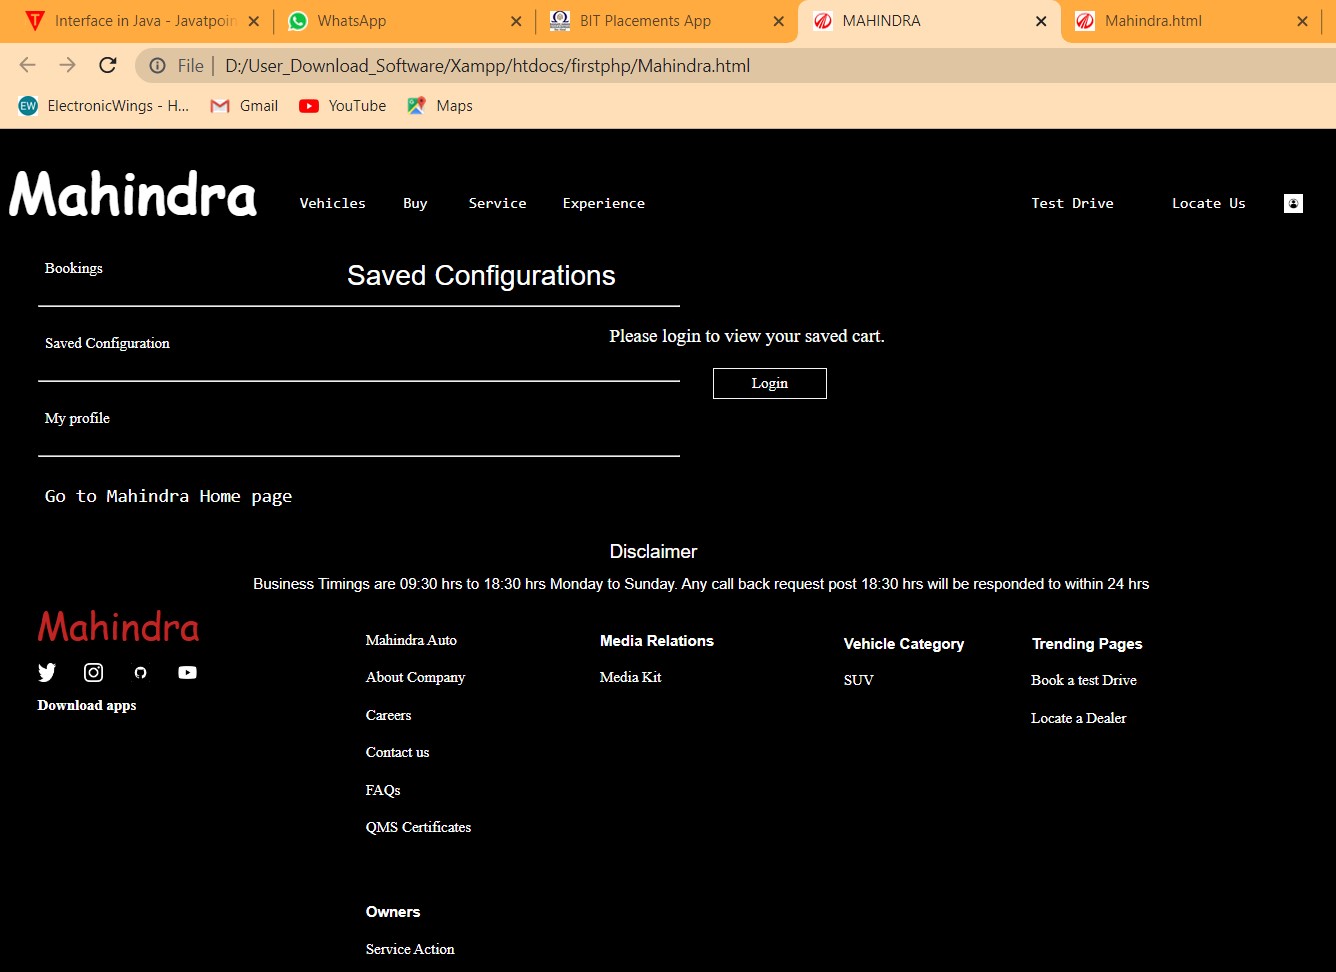 Interface in Java - Javatpoin
WhatsApp
BIT Placements App
MAHINDRA
Mahindra.html
File | D:/User_Download_Software/Xampp/htdocs/firstphp/Mahindra.html
EW ElectronicWings - H...
Gmail
YouTube
Maps
Mahindra
Vehicles
Buy
Service
Experience
Test Drive
Locate Us
Bookings
Saved Configuration
My profile
Go to Mahindra Home page
Saved Configurations
Please login to view your saved cart.
Login
Disclaimer
Business Timings are 09:30 hrs to 18:30 hrs Monday to Sunday. Any call back request post 18:30 hrs will be responded to within 24 hrs
Mahindra
Download apps
Mahindra Auto
About Company
Careers
Contact us
FAQs
QMS Certificates
Owners
Service Action
Media Relations
Media Kit
Vehicle Category
SUV
Trending Pages
Book a test Drive
Locate a Dealer